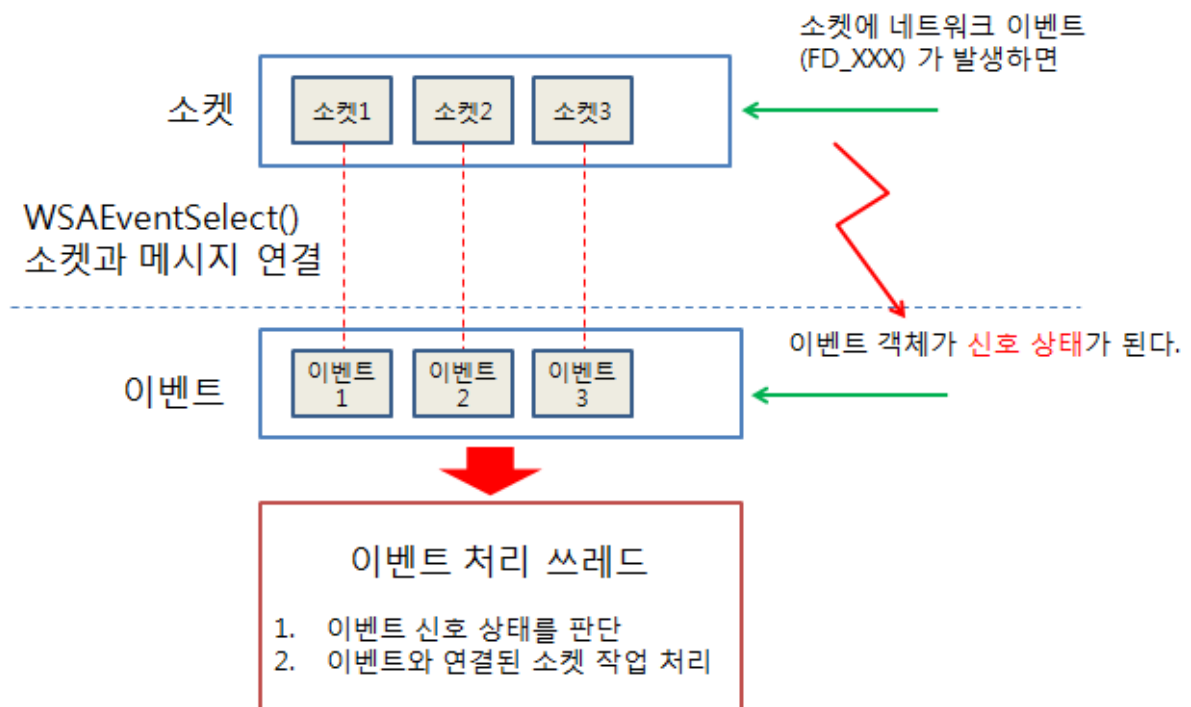 소켓에 네트워크 이벤트
(FD_XXX) 가 발생하면
소켓
소켓1
소켓2
소켓3
WSAEventSelect()
소켓과 메시지 연결
이벤트 객체가 신호 상태가 된다.
이벤트
이벤트
1
이벤트
2
이벤트
3
이벤트 처리 쓰레드
1. 이벤트 신호 상태를 판단
2. 이벤트와 연결된 소켓 작업 처리